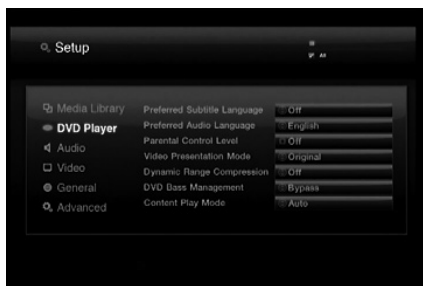 Setup
Media Library
DVD Player
Audio
Video
General
Advanced
Preferred Subtitle Language Off
Preferred Audio Language English
Parental Control Level Off
Video Presentation Mode Original
Dynamic Range Compression Off
DVD Bass Management Bypass
Content Play Mode Auto